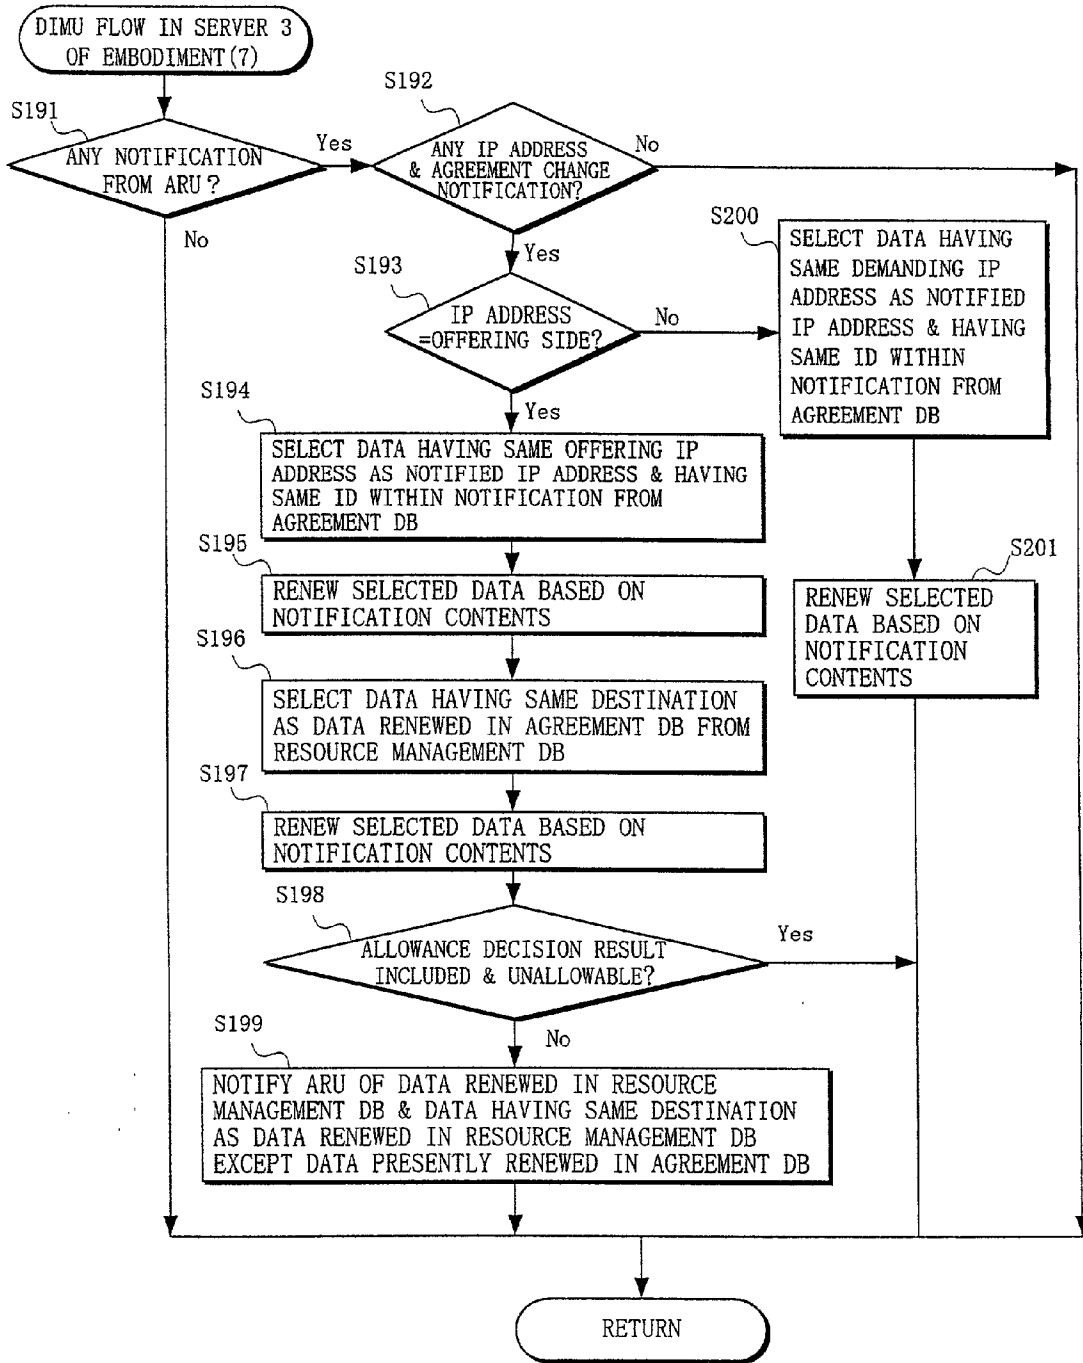 DIMU FLOW IN SERVER 3
OF EMBODIMENT(7)
S191
ANY NOTIFICATION
FROM ARU?
Yes
No
S192
ANY IP ADDRESS
& AGREEMENT CHANGE
NOTIFICATION?
No
Yes
S193
IP ADDRESS
=OFFERING SIDE?
No
Yes
S200
SELECT DATA HAVING
SAME DEMANDING IP
ADDRESS AS NOTIFIED
IP ADDRESS & HAVING
SAME ID WITHIN
NOTIFICATION FROM
AGREEMENT DB
S194
SELECT DATA HAVING SAME OFFERING IP
ADDRESS AS NOTIFIED IP ADDRESS & HAVING
SAME ID WITHIN NOTIFICATION FROM
AGREEMENT DB
S195
RENEW SELECTED DATA BASED ON
NOTIFICATION CONTENTS
S201
RENEW SELECTED
DATA BASED ON
NOTIFICATION
CONTENTS
S196
SELECT DATA HAVING SAME DESTINATION
AS DATA RENEWED IN AGREEMENT DB FROM
RESOURCE MANAGEMENT DB
S197
RENEW SELECTED DATA BASED ON
NOTIFICATION CONTENTS
S198
ALLOWANCE DECISION RESULT
INCLUDED & UNALLOWABLE?
Yes
No
S199
NOTIFY ARU OF DATA RENEWED IN RESOURCE
MANAGEMENT DB & DATA HAVING SAME DESTINATION
AS DATA RENEWED IN RESOURCE MANAGEMENT DB
EXCEPT DATA PRESENTLY RENEWED IN AGREEMENT DB
RETURN